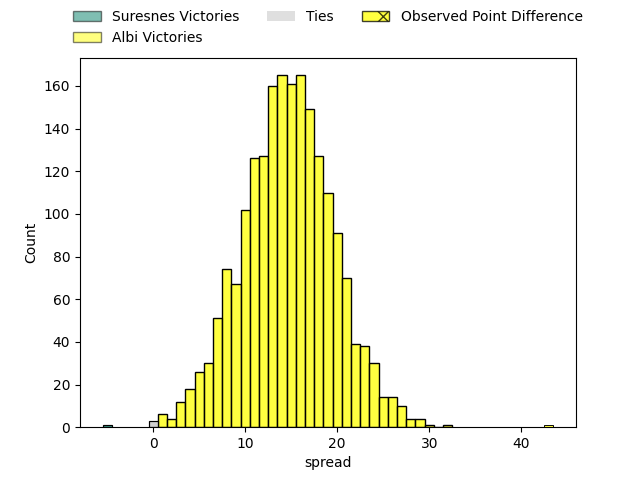 Suresnes Victories
Ties
Observed Point Difference
Albi Victories
160
140
120
100
80
60
40
20
0
Count
0
10
20
30
40
spread